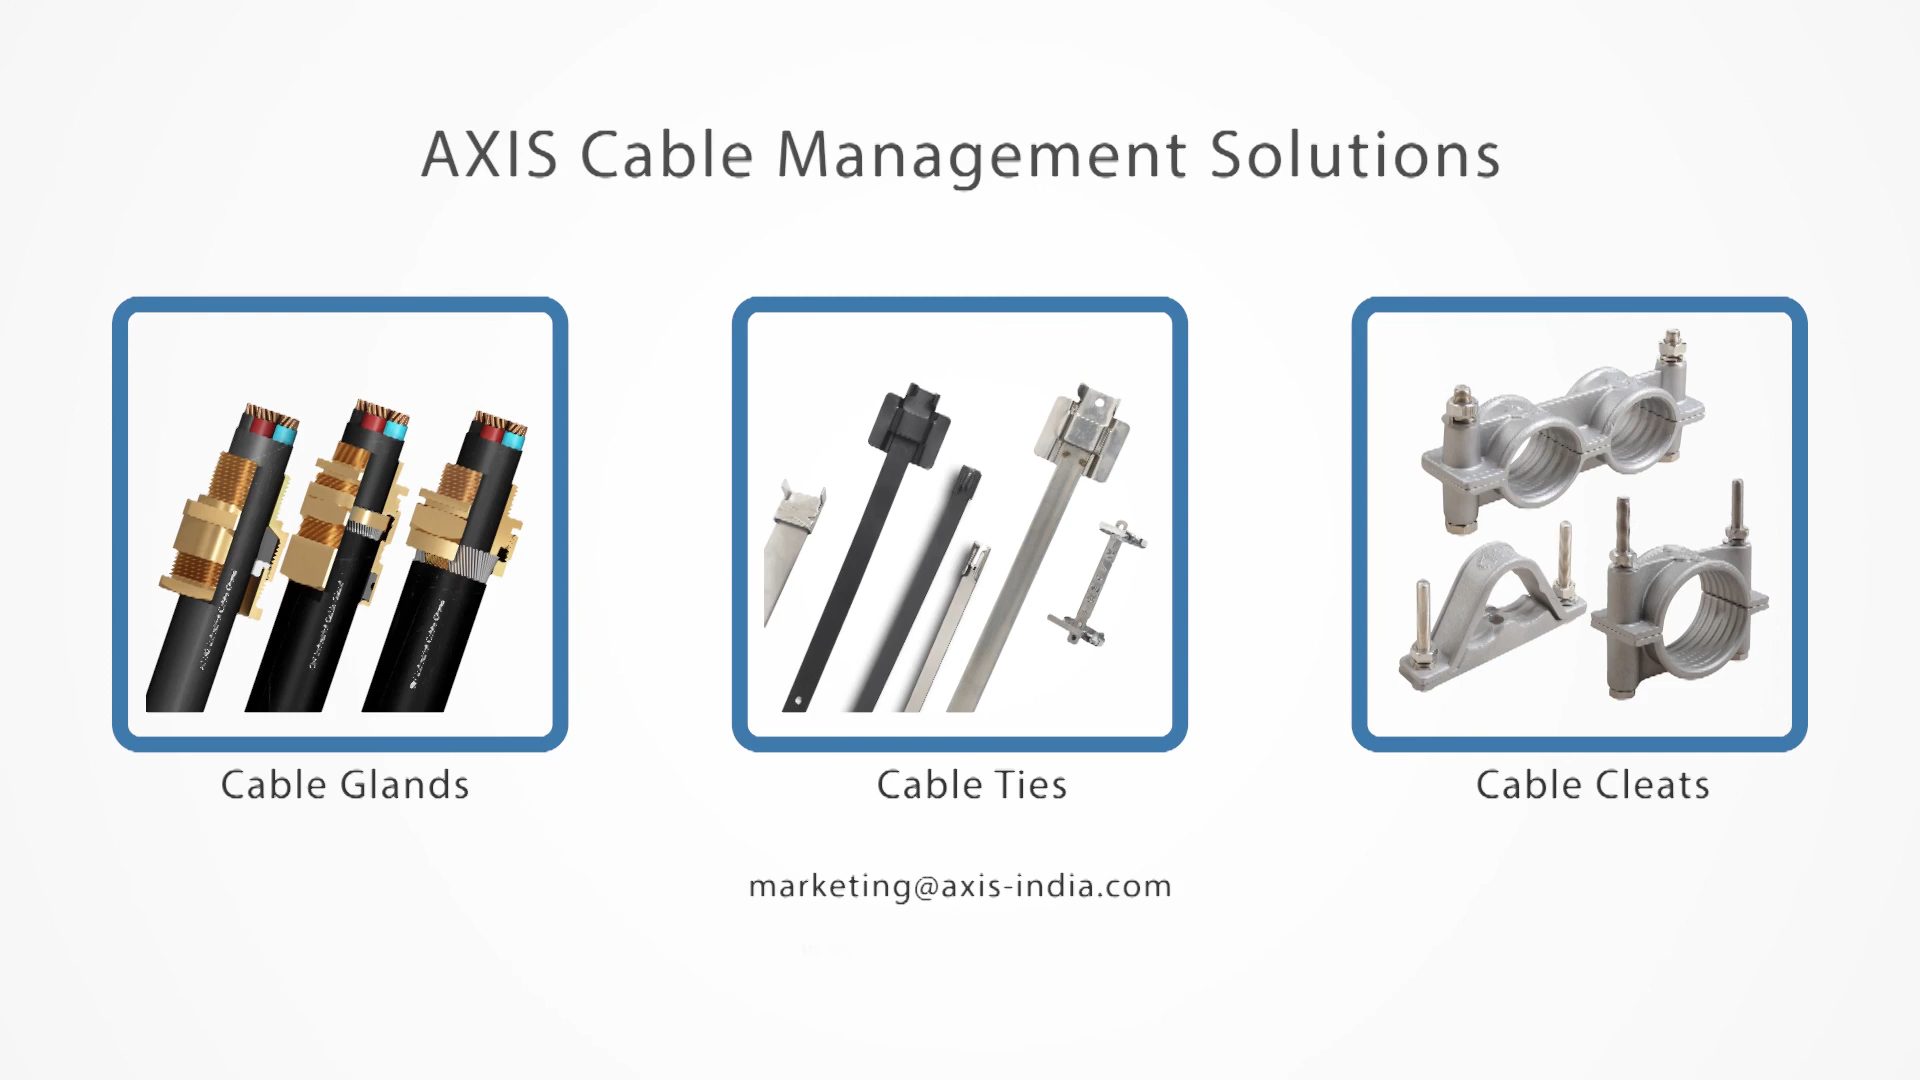 AXIS Cable Management Solutions
Cable Glands
Cable Ties
Cable Cleats
marketing@axis-india.com